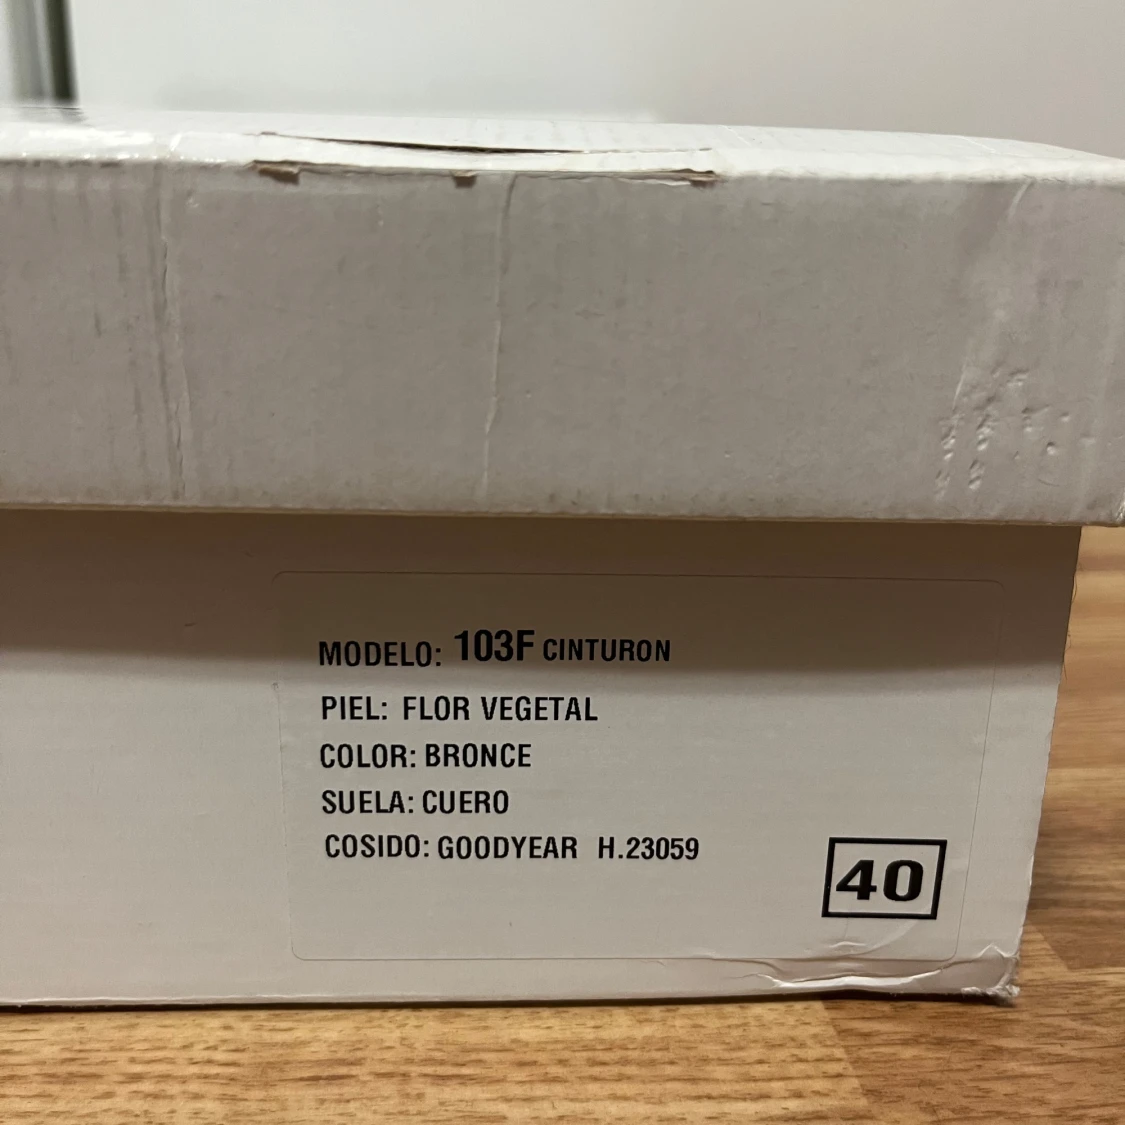 MODELO: 103F CINTURON
PIEL: FLOR VEGETAL
COLOR: BRONCE
SUELA: CUERO
COSIDO: GOODYEAR H.23059
40